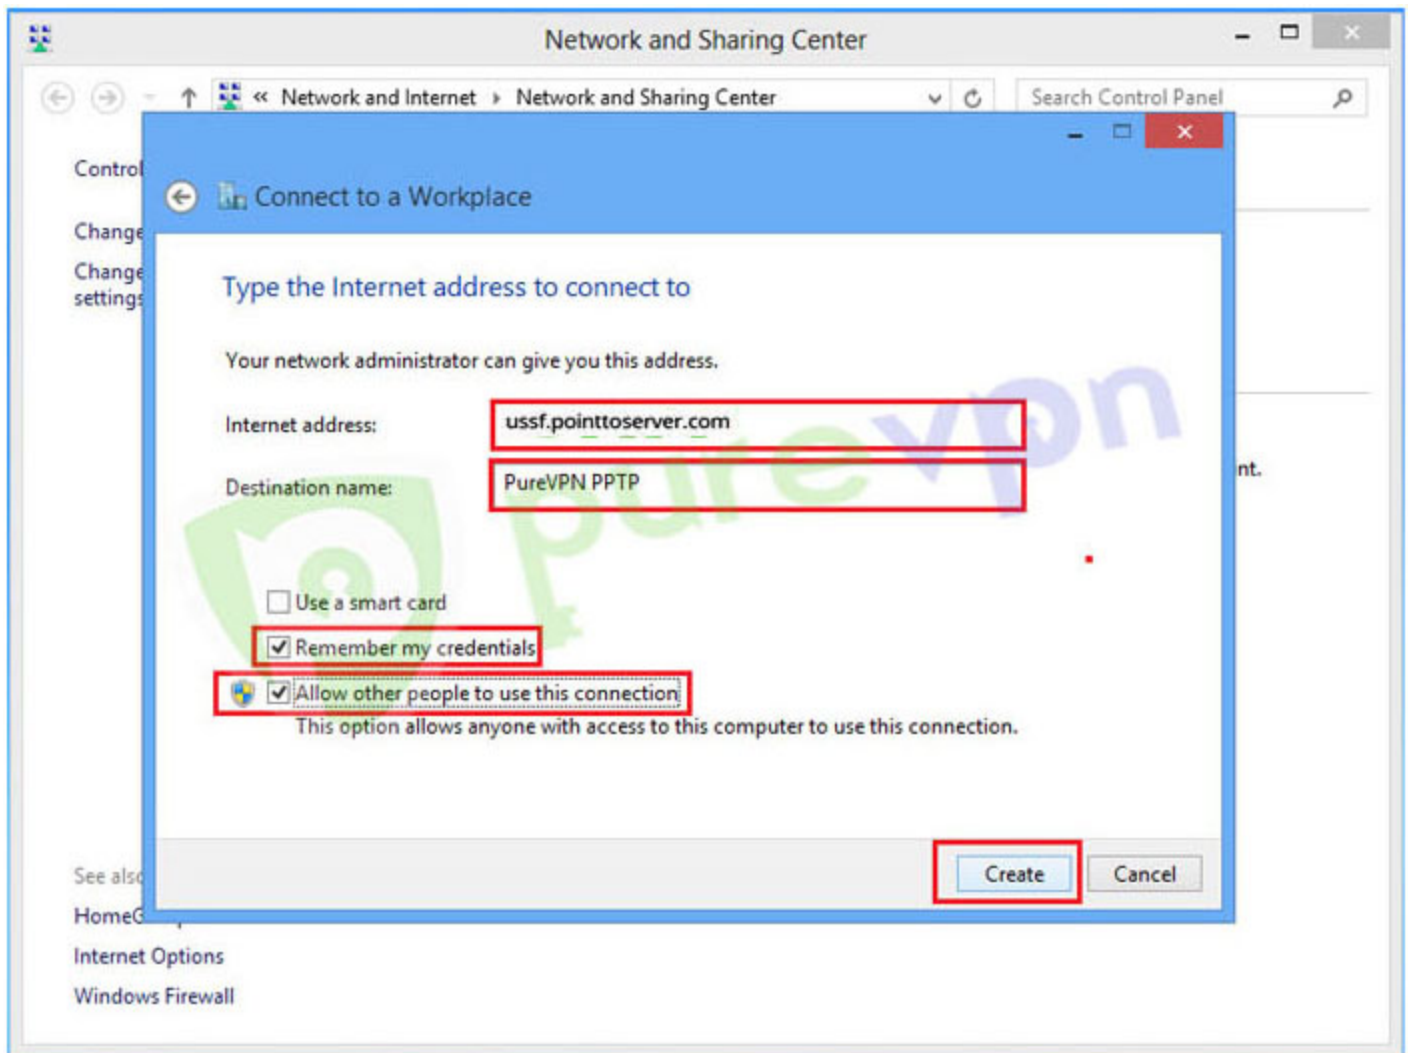 Network and Sharing Center
« Network and Internet Network and Sharing Center
Search Control Panel
Control
Connect to a Workplace
Change
Change
settings
Type the Internet address to connect to
Your network administrator can give you this address.
Internet address: ussf.pointtoserver.com
Destination name: PureVPN PPTP
purevpn
nt.
Use a smart card
Remember my credentials
Allow other people to use this connection
This option allows anyone with access to this computer to use this connection.
Create Cancel
See also
HomeG
Internet Options
Windows Firewall